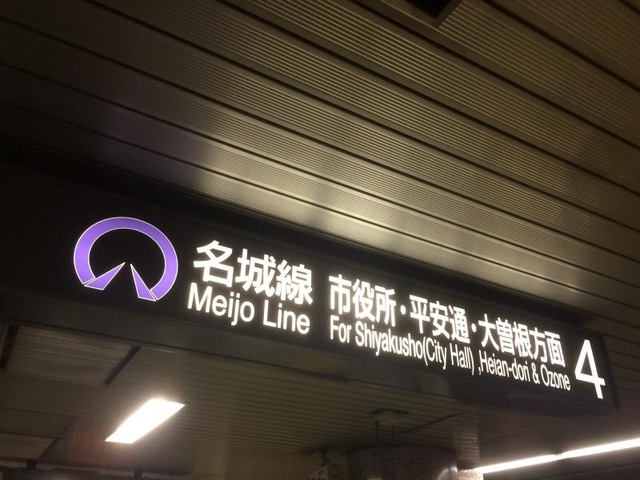 名城線
Meijo Line
市役所・平安通・大曽根方面
For Shiyakusho(City Hall) ,Heian-dori & Ozone
4